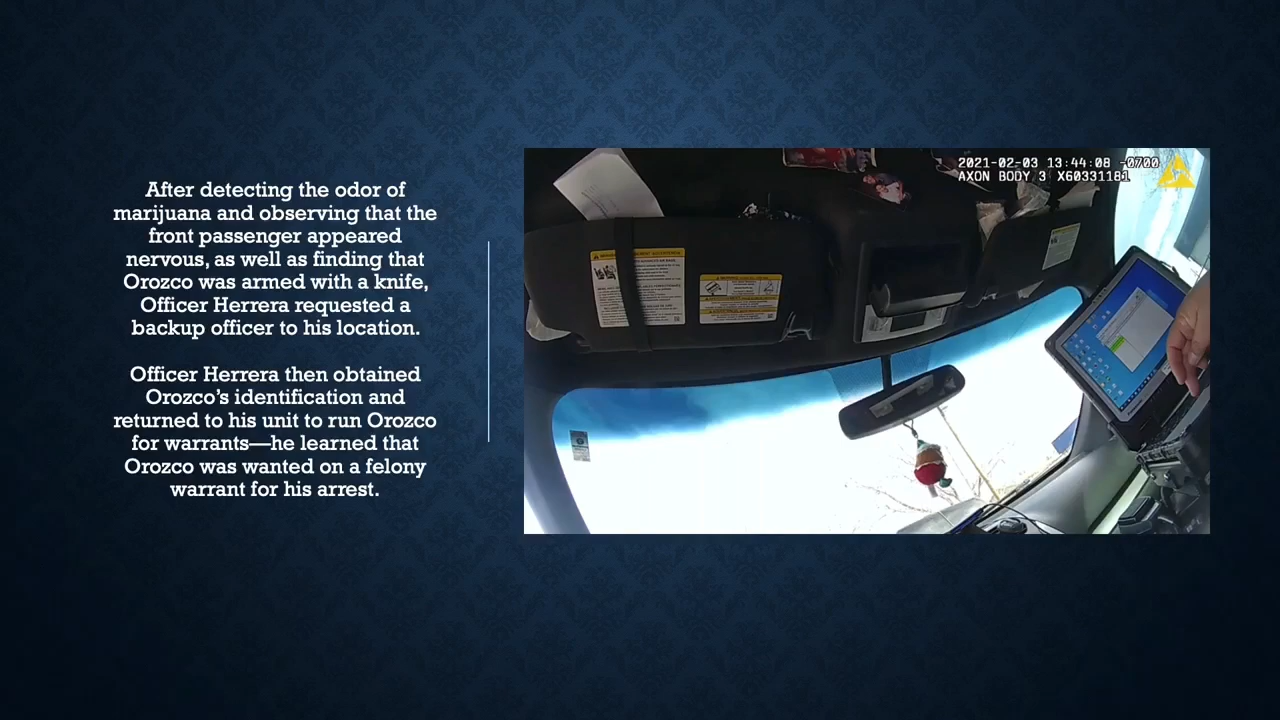 After detecting the odor of
marijuana and observing that the
front passenger appeared
nervous, as well as finding that
Orozco was armed with a knife,
Officer Herrera requested a
backup officer to his location.
Officer Herrera then obtained
Orozco’s identification and
returned to his unit to run Orozco
for warrants—he learned that
Orozco was wanted on a felony
warrant for his arrest.
2021-02-03 13:44:08 -0700
AXON BODY 3 X60331181